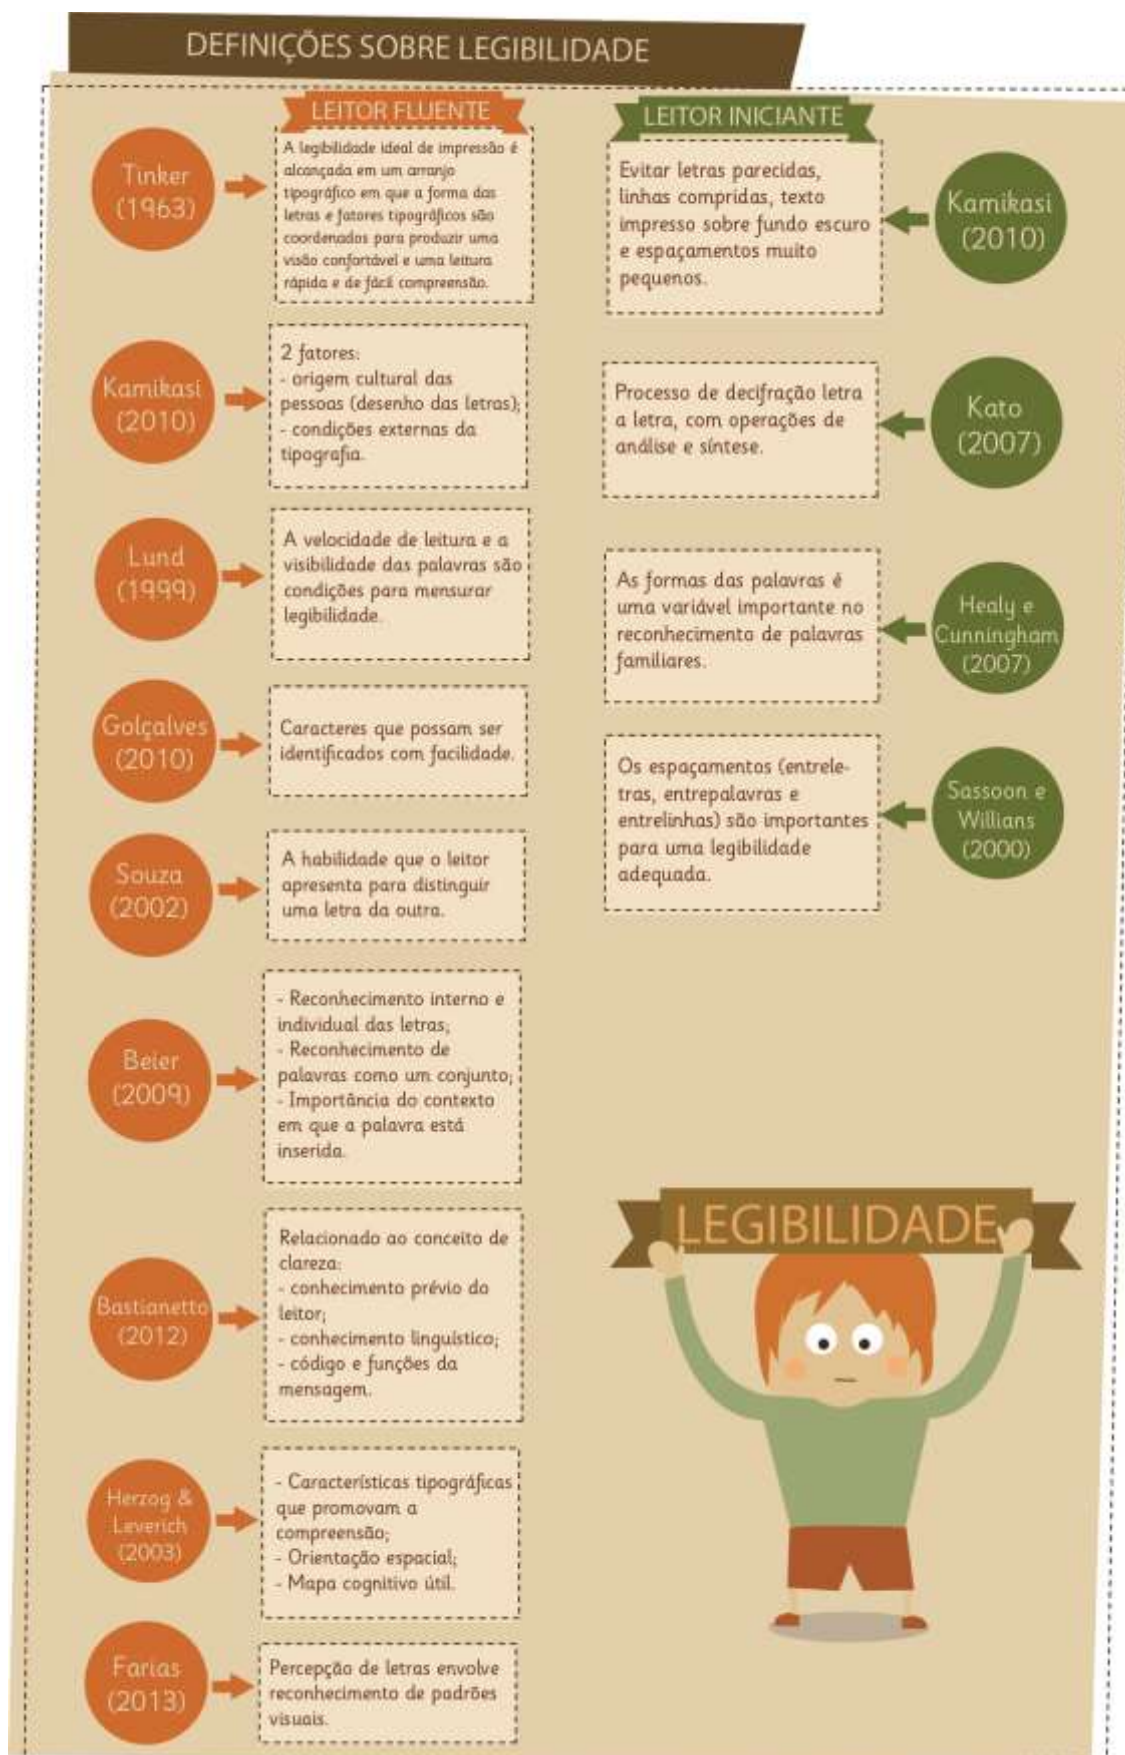 DEFINIÇÕES SOBRE LEGIBILIDADE
LEITOR FLUENTE
Tinker
(1963)
A legibilidade ideal de impressão é
alcançada em um arranjo
tipográfico em que a forma das
letras e fatores tipográficos são
coordenados para produzir uma
visão confortável e uma leitura
rápida e de fácil compreensão.
Kamikasi
(2010)
2 fatores:
- origem cultural das
pessoas (desenho das letras);
- condições externas da
tipografia.
Lund
(1999)
A velocidade de leitura e a
visibilidade das palavras são
condições para mensurar
legibilidade.
Golçalves
(2010)
Caracteres que possam ser
identificados com facilidade.
Souza
(2002)
A habilidade que o leitor
apresenta para distinguir
uma letra da outra.
Beier
(2009)
- Reconhecimento interno e
individual das letras;
- Reconhecimento de
palavras como um conjunto;
- Importância do contexto
em que a palavra está
inserida.
Bastianetto
(2012)
Relacionado ao conceito de
clareza:
- conhecimento prévio do
leitor;
- conhecimento linguístico;
- código e funções da
mensagem.
Herzog &
Leverich
(2003)
- Características tipográficas
que promovam a
compreensão;
- Orientação espacial;
- Mapa cognitivo útil.
Farias
(2013)
Percepção de letras envolve
reconhecimento de padrões
visuais.
LEITOR INICIANTE
Evitar letras parecidas,
linhas compridas, texto
impresso sobre fundo escuro
e espaçamentos muito
pequenos.
Kamikasi
(2010)
Processo de decifração letra
a letra, com operações de
análise e síntese.
Kato
(2007)
As formas das palavras é
uma variável importante no
reconhecimento de palavras
familiares.
Healy e
Cunningham
(2007)
Os espaçamentos (entrele-
tras, entrepalavras e
entrelinhas) são importantes
para uma legibilidade
adequada.
Sassoon e
Willians
(2000)
LEGIBILIDADE